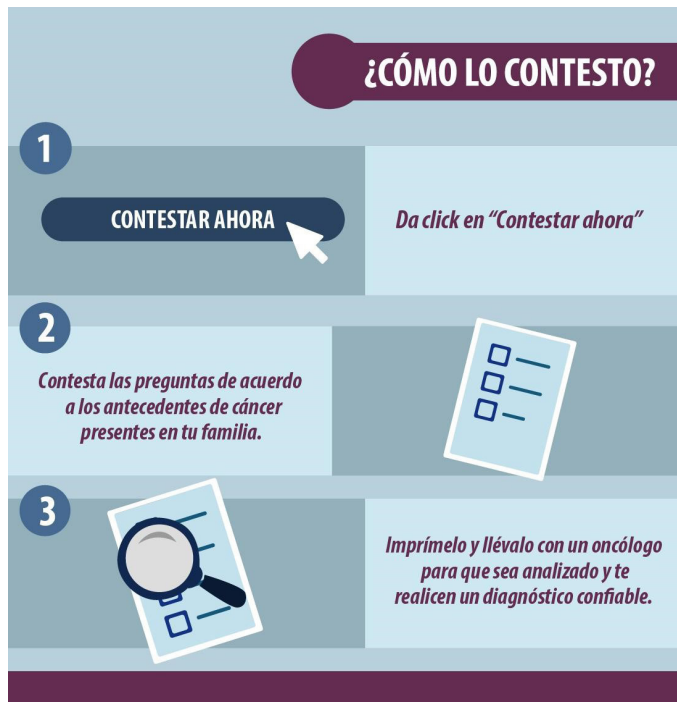 ¿CÓMO LO CONTESTO?
1
CONTESTAR AHORA
Da click en “Contestar ahora”
2
Contesta las preguntas de acuerdo
a los antecedentes de cáncer
presentes en tu familia.
3
Imprímelo y llévalo con un oncólogo
para que sea analizado y te
realicen un diagnóstico confiable.